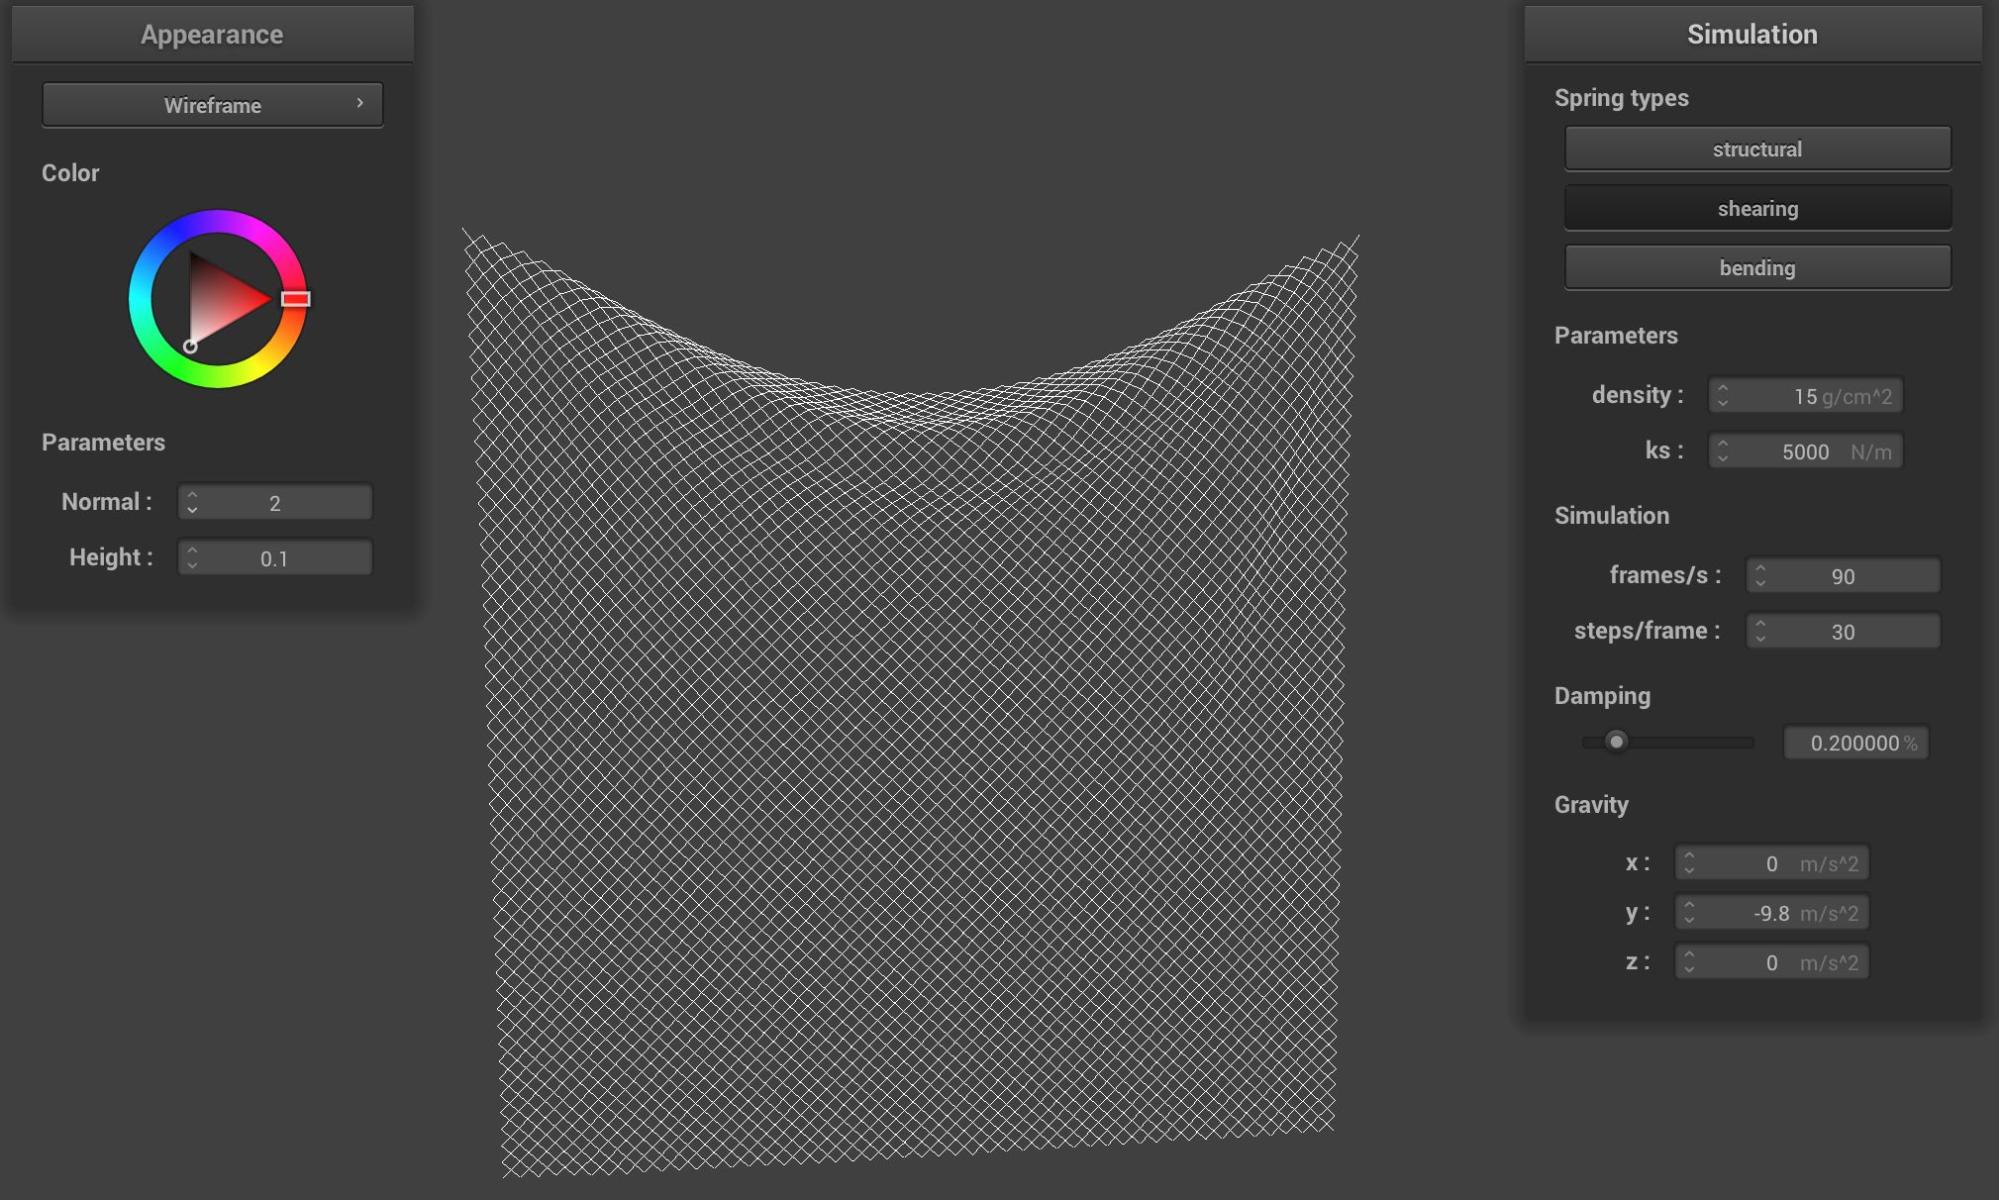 Appearance
Wireframe
Color
Parameters
Normal : 2
Height : 0.1
Simulation
Spring types
structural
shearing
bending
Parameters
density : 15 g/cm^2
ks : 5000 N/m
Simulation
frames/s : 90
steps/frame : 30
Damping
0.200000 %
Gravity
x : 0 m/s^2
y : -9.8 m/s^2
z : 0 m/s^2